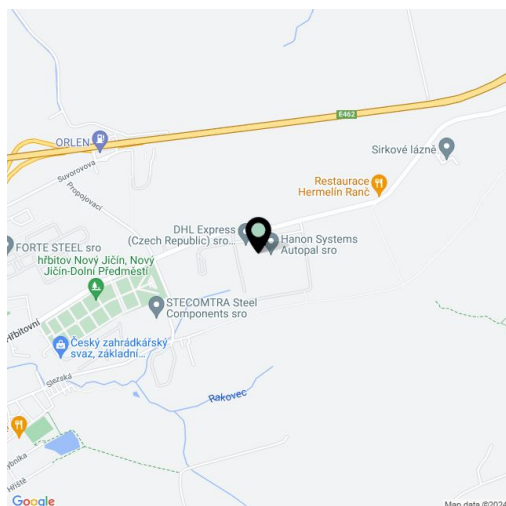 E462
ORLEN
Suvorovova
Propojovací
Sirkové lázně
Restaurace
Hermelín Ranč
DHL Express
(Czech Republic) sro...
Hanon Systems
Autopal sro
FORTE STEEL sro
hřbitov Nový Jičín, Nový
Jičín-Dolní Předměstí
STECOMTRA Steel
Components sro
Hřbitovní
Český zahrádkářský
svaz, základní...
Slezská
Rakovec
Hřiště
Google
Map data ©2024